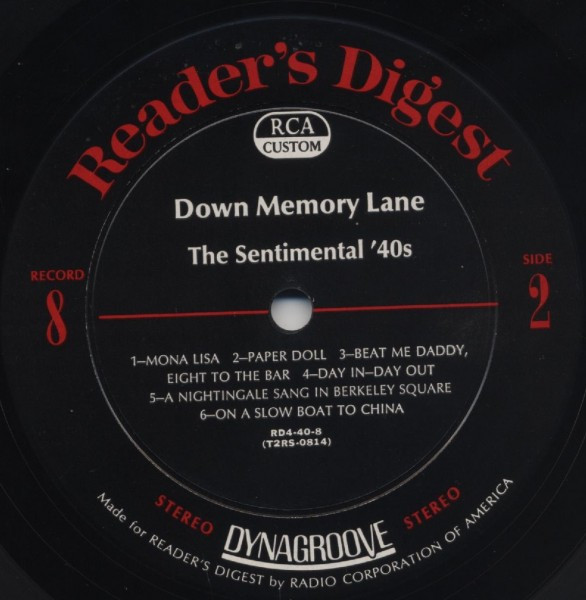 Reader's Digest
RCA
CUSTOM
Down Memory Lane
The Sentimental '40s
RECORD
8
SIDE
2
1—MONA LISA 2—PAPER DOLL 3—BEAT ME DADDY,
EIGHT TO THE BAR 4—DAY IN—DAY OUT
5—A NIGHTINGALE SANG IN BERKELEY SQUARE
6—ON A SLOW BOAT TO CHINA
RD4-40-8
(T2RS-0814)
STEREO
DYNAGROOVE
STEREO
Made for READER'S DIGEST by RADIO CORPORATION OF AMERICA